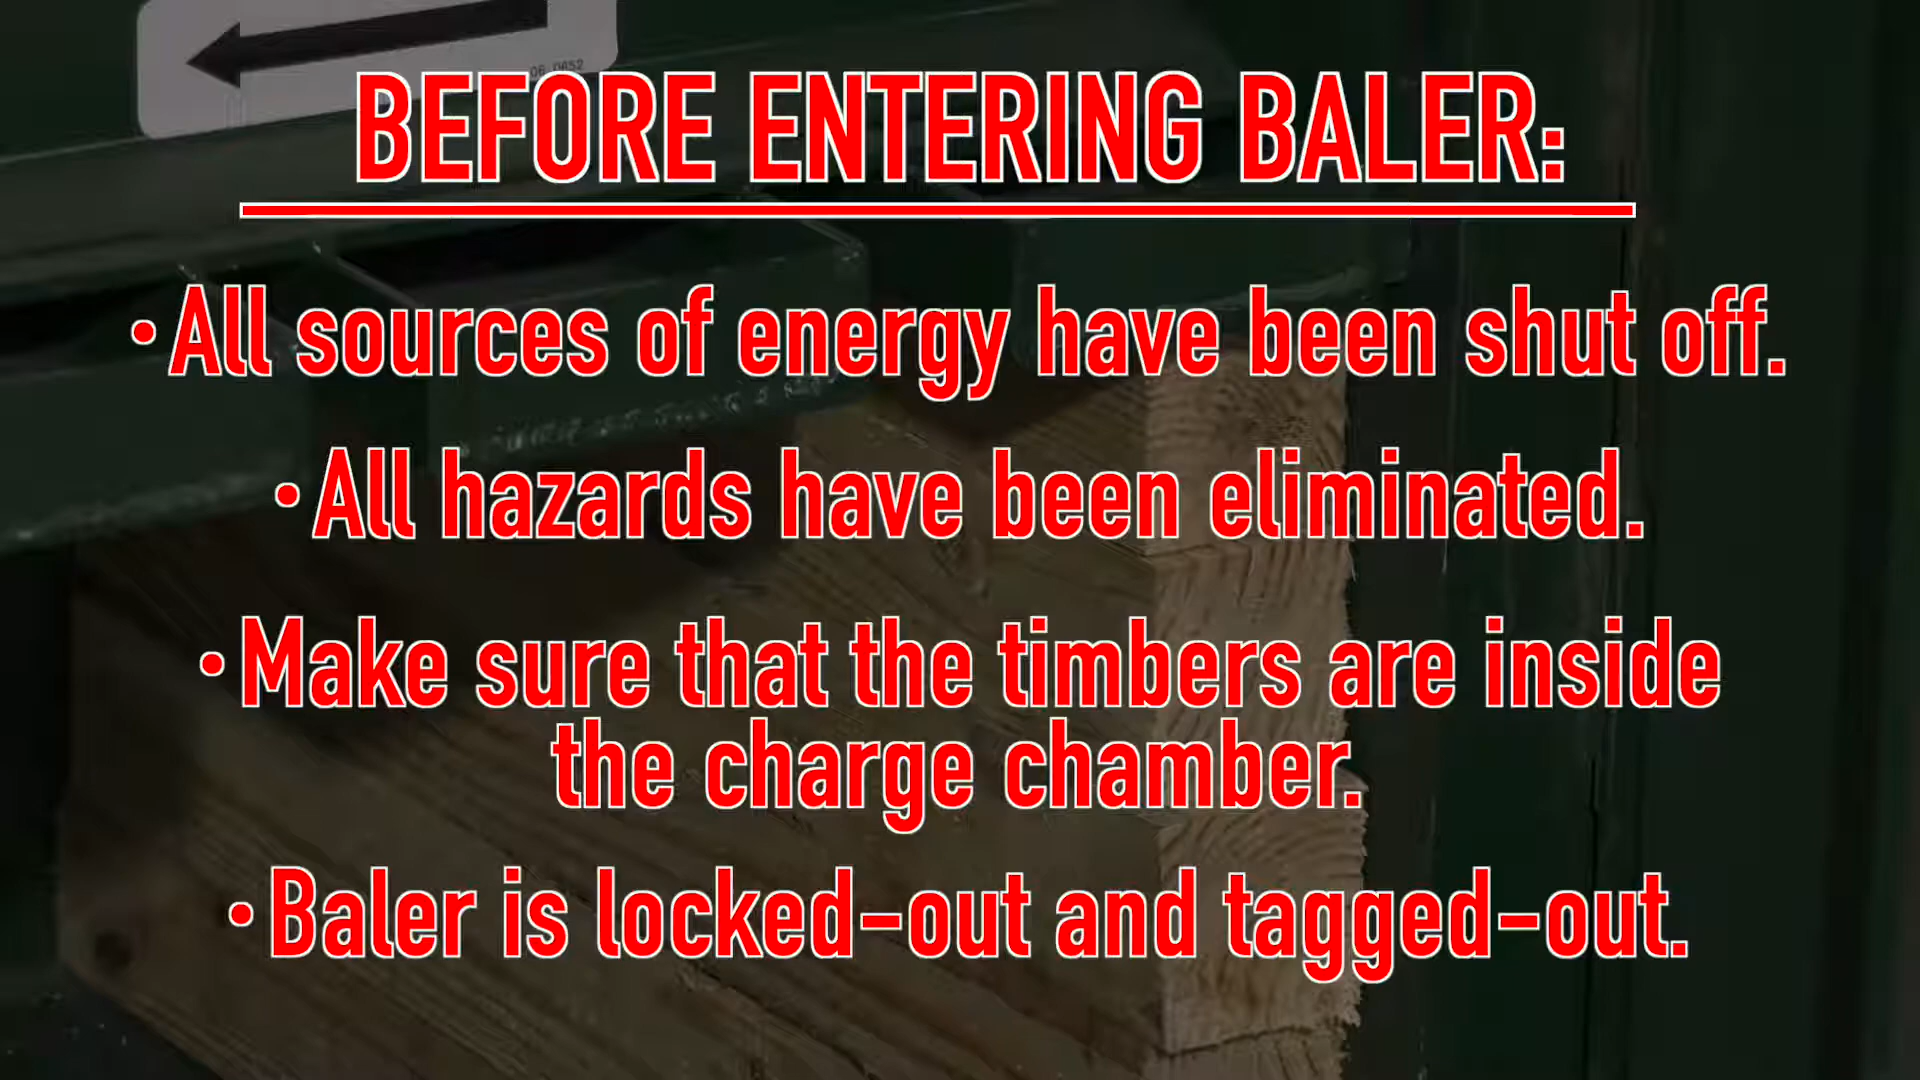 BEFORE ENTERING BALER:
•All sources of energy have been shut off.
•All hazards have been eliminated.
•Make sure that the timbers are inside
the charge chamber.
•Baler is locked-out and tagged-out.